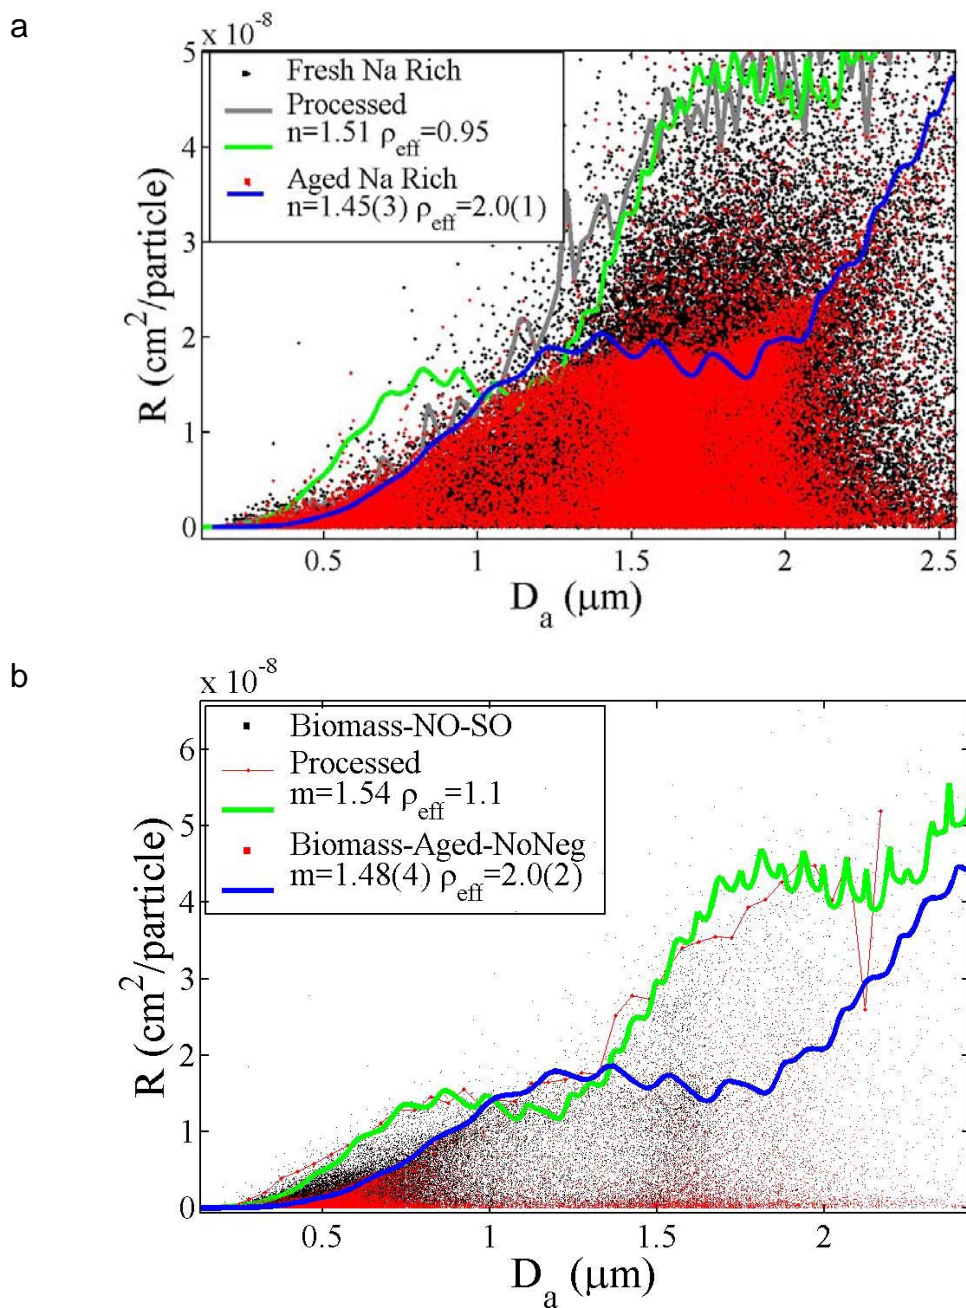 a
x 10⁻⁸
5
4
3
2
1
0
R (cm²/particle)
Fresh Na Rich
Processed
n=1.51 ρeff=0.95
Aged Na Rich
n=1.45(3) ρeff=2.0(1)
0.5 1 1.5 2 2.5
Da (μm)
b
x 10⁻⁸
6
5
4
3
2
1
0
R (cm²/particle)
Biomass-NO-SO
Processed
m=1.54 ρeff=1.1
Biomass-Aged-NoNeg
m=1.48(4) ρeff=2.0(2)
0.5 1 1.5 2
Da (μm)